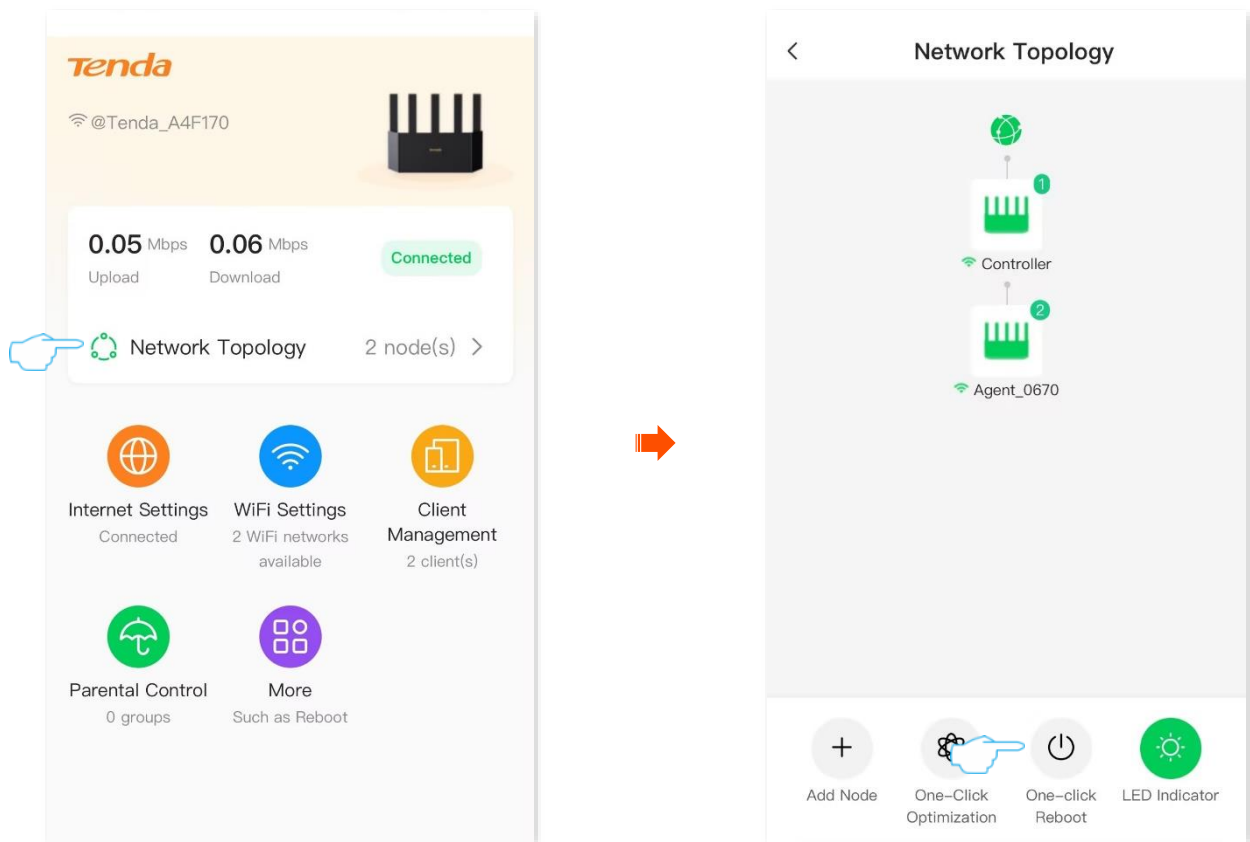 Tenda
@Tenda_A4F170
0.05 Mbps 0.06 Mbps
Upload Download
Connected
Network Topology 2 node(s)
Internet Settings
Connected
WiFi Settings
2 WiFi networks
available
Client
Management
2 client(s)
Parental Control
0 groups
More
Such as Reboot
Network Topology
1
Controller
2
Agent_0670
Add Node
One-Click
Optimization
One-click
Reboot
LED Indicator